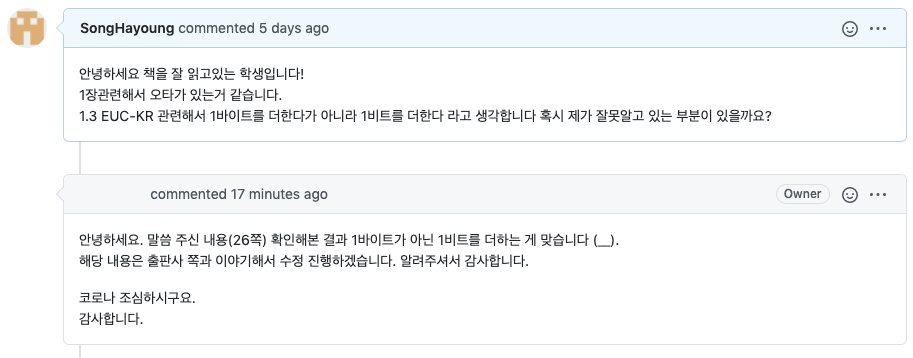 SongHayoung commented 5 days ago
안녕하세요 책을 잘 읽고있는 학생입니다!
1장관련해서 오타가 있는거 같습니다.
1.3 EUC-KR 관련해서 1바이트를 더한다가 아니라 1비트를 더한다 라고 생각합니다 혹시 제가 잘못알고 있는 부분이 있을까요?
commented 17 minutes ago Owner
안녕하세요. 말씀 주신 내용(26쪽) 확인해본 결과 1바이트가 아닌 1비트를 더하는 게 맞습니다 (__).
해당 내용은 출판사 쪽과 이야기해서 수정 진행하겠습니다. 알려주셔서 감사합니다.
코로나 조심하시구요.
감사합니다.